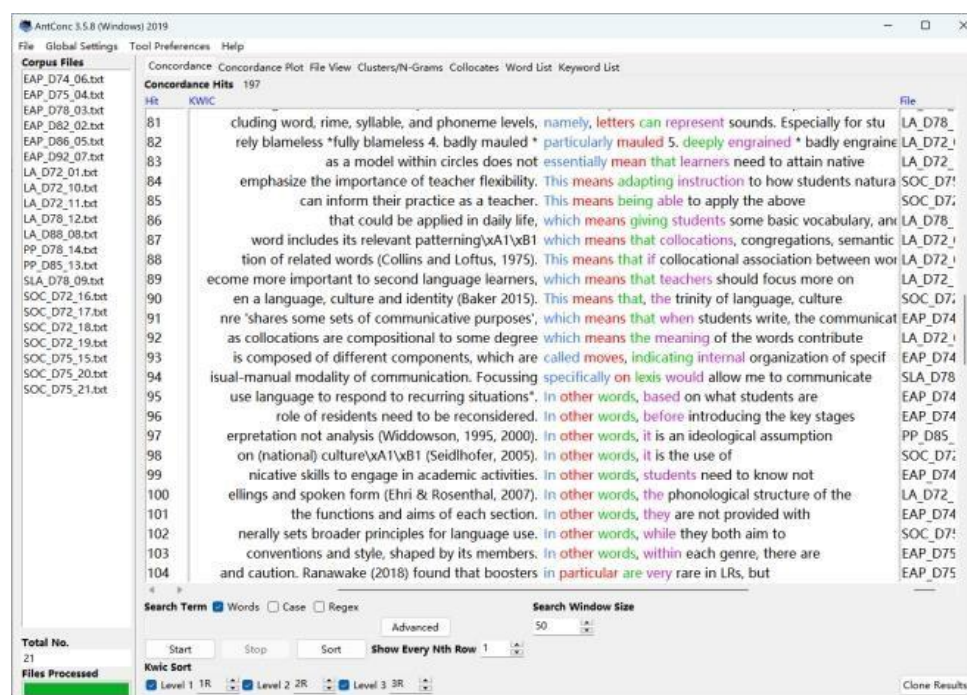 AntConc 3.5.8 (Windows) 2019
File Global Settings Tool Preferences Help
Corpus Files
EAP_D74_06.txt
EAP_D75_04.txt
EAP_D78_03.txt
EAP_D82_02.txt
EAP_D86_05.txt
EAP_D92_07.txt
LA_D72_01.txt
LA_D72_10.txt
LA_D72_11.txt
LA_D78_12.txt
LA_D88_08.txt
PP_D78_14.txt
PP_D85_13.txt
SLA_D78_09.txt
SOC_D72_16.txt
SOC_D72_17.txt
SOC_D72_18.txt
SOC_D72_19.txt
SOC_D75_15.txt
SOC_D75_20.txt
SOC_D75_21.txt
Total No.
21
Files Processed
Concordance Concordance Plot File View Clusters/N-Grams Collocates Word List Keyword List
Concordance Hits 197
Hit KWIC File
81 cluding word, rime, syllable, and phoneme levels, namely, letters can represent sounds. Especially for stu LA_D78_
82 rely blameless *fully blameless 4. badly mauled * particularly mauled 5. deeply engrained * badly engraine LA_D72_
83 as a model within circles does not essentially mean that learners need to attain native LA_D72_
84 emphasize the importance of teacher flexibility. This means adapting instruction to how students natura SOC_D75
85 can inform their practice as a teacher. This means being able to apply the above SOC_D72
86 that could be applied in daily life, which means giving students some basic vocabulary, and LA_D78_
87 word includes its relevant patterning\xA1\xB1 which means that collocations, congregations, semantic LA_D72_
88 tion of related words (Collins and Loftus, 1975). This means that if collocational association between wor LA_D72_
89 ecome more important to second language learners, which means that teachers should focus more on LA_D72_
90 en a language, culture and identity (Baker 2015). This means that, the trinity of language, culture SOC_D72
91 nre 'shares some sets of communicative purposes', which means that when students write, the communicat EAP_D74
92 as collocations are compositional to some degree which means the meaning of the words contribute LA_D72_
93 is composed of different components, which are called moves, indicating internal organization of specif EAP_D74
94 isual-manual modality of communication. Focussing specifically on lexis would allow me to communicate SLA_D78
95 use language to respond to recurring situations". In other words, based on what students are EAP_D74
96 role of residents need to be reconsidered. In other words, before introducing the key stages EAP_D74
97 erpretation not analysis (Widdowson, 1995, 2000). In other words, it is an ideological assumption PP_D85_
98 on (national) culture\xA1\xB1 (Seidlhofer, 2005). In other words, it is the use of SOC_D72
99 nicative skills to engage in academic activities. In other words, students need to know not EAP_D74
100 ellings and spoken form (Ehri & Rosenthal, 2007). In other words, the phonological structure of the LA_D72_
101 the functions and aims of each section. In other words, they are not provided with EAP_D74
102 nerally sets broader principles for language use. In other words, while they both aim to SOC_D75
103 conventions and style, shaped by its members. In other words, within each genre, there are EAP_D75
104 and caution. Ranawake (2018) found that boosters in particular are very rare in LRs, but EAP_D75
Search Term Words Case Regex Search Window Size
Advanced 50
Start Stop Sort Show Every Nth Row 1
Kwic Sort
Level 1 1R Level 2 2R Level 3 3R Clone Results